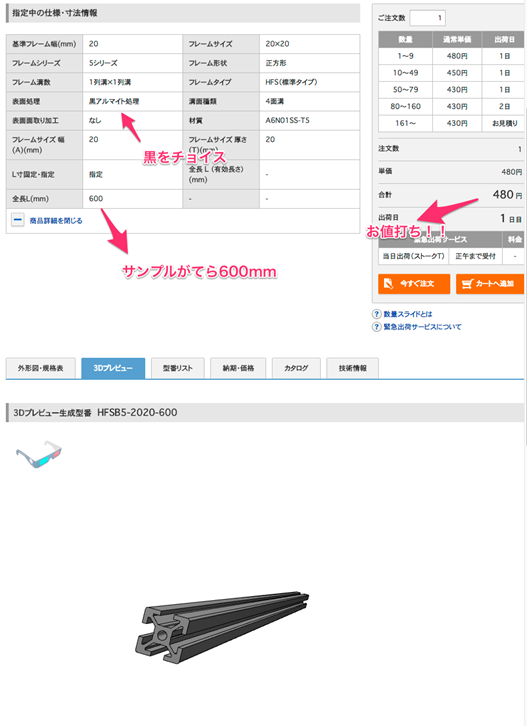 指定中の仕様・寸法情報
基準フレーム幅(mm) 20 フレームサイズ 20×20
フレームシリーズ 5シリーズ フレーム形状 正方形
フレーム溝数 1列溝×1列溝 フレームタイプ HFS(標準タイプ)
表面処理 黒アルマイト処理 溝面種類 4面溝
表面面取り加工 なし 材質 A6N01SS-T5
フレームサイズ 幅(A)(mm) 20 フレームサイズ 厚さ(T)(mm) 20
黒をチョイス
L寸固定・指定 指定 全長L(有効長さ)(mm) -
全長L(mm) 600 - -
商品詳細を閉じる
サンプルがてら600mm
ご注文数 1
数量 通常単価 出荷日
1〜9 480円 1日
10〜49 450円 1日
50〜79 430円 1日
80〜160 430円 2日
161〜 430円 お見積り
注文数 1
単価 480円
合計 480 円
出荷日 1 日目
お値打ち！！
緊急出荷サービス 料金
当日出荷(ストークT) 正午まで受付 -
今すぐ注文 カートへ追加
数量スライドとは
緊急出荷サービスについて
外形図・規格表 3Dプレビュー 型番リスト 納期・価格 カタログ 技術情報
3Dプレビュー生成型番 HFSB5-2020-600